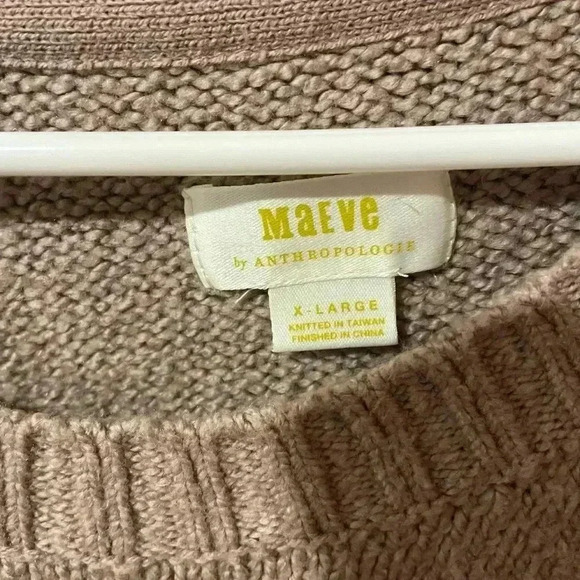 MaEve
by ANTHROPOLOGIE
X-LARGE
KNITTED IN TAIWAN
FINISHED IN CHINA